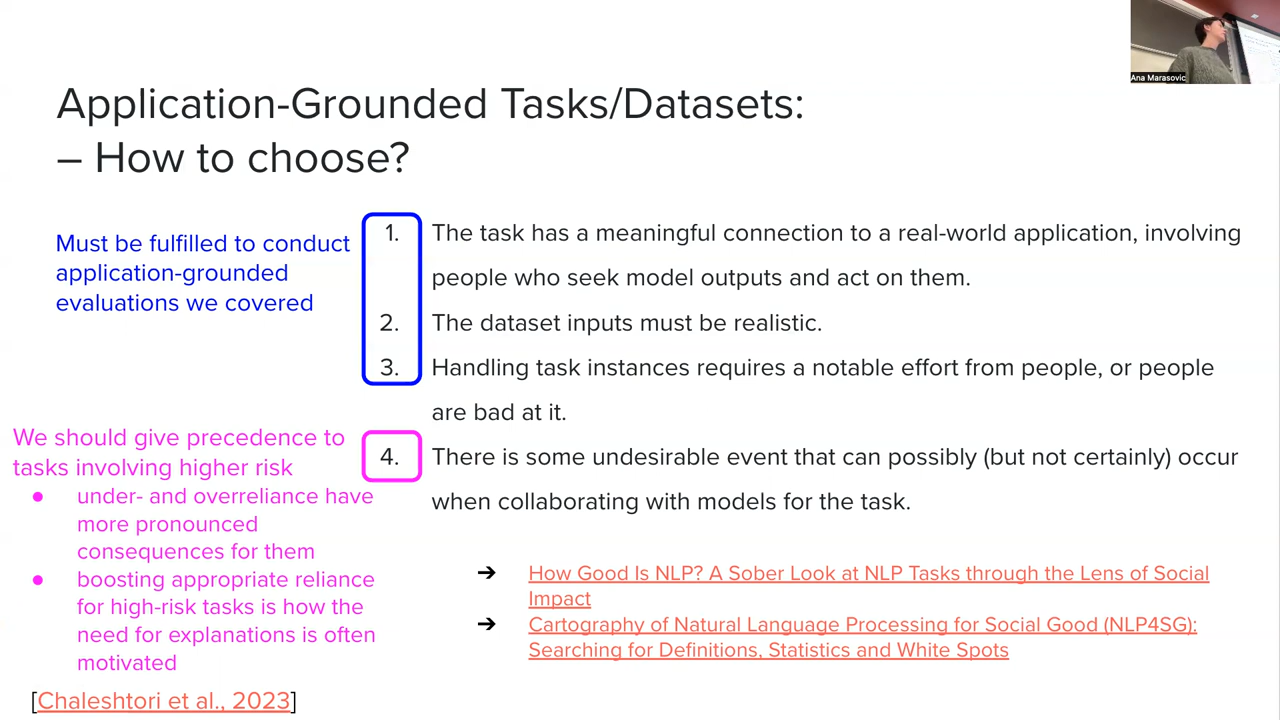 Ana Marasovic
Application-Grounded Tasks/Datasets:
– How to choose?
Must be fulfilled to conduct
application-grounded
evaluations we covered
1. The task has a meaningful connection to a real-world application, involving
people who seek model outputs and act on them.
2. The dataset inputs must be realistic.
3. Handling task instances requires a notable effort from people, or people
are bad at it.
We should give precedence to
tasks involving higher risk
● under- and overreliance have
more pronounced
consequences for them
● boosting appropriate reliance
for high-risk tasks is how the
need for explanations is often
motivated
4. There is some undesirable event that can possibly (but not certainly) occur
when collaborating with models for the task.
➔ How Good Is NLP? A Sober Look at NLP Tasks through the Lens of Social
Impact
➔ Cartography of Natural Language Processing for Social Good (NLP4SG):
Searching for Definitions, Statistics and White Spots
[Chaleshtori et al., 2023]